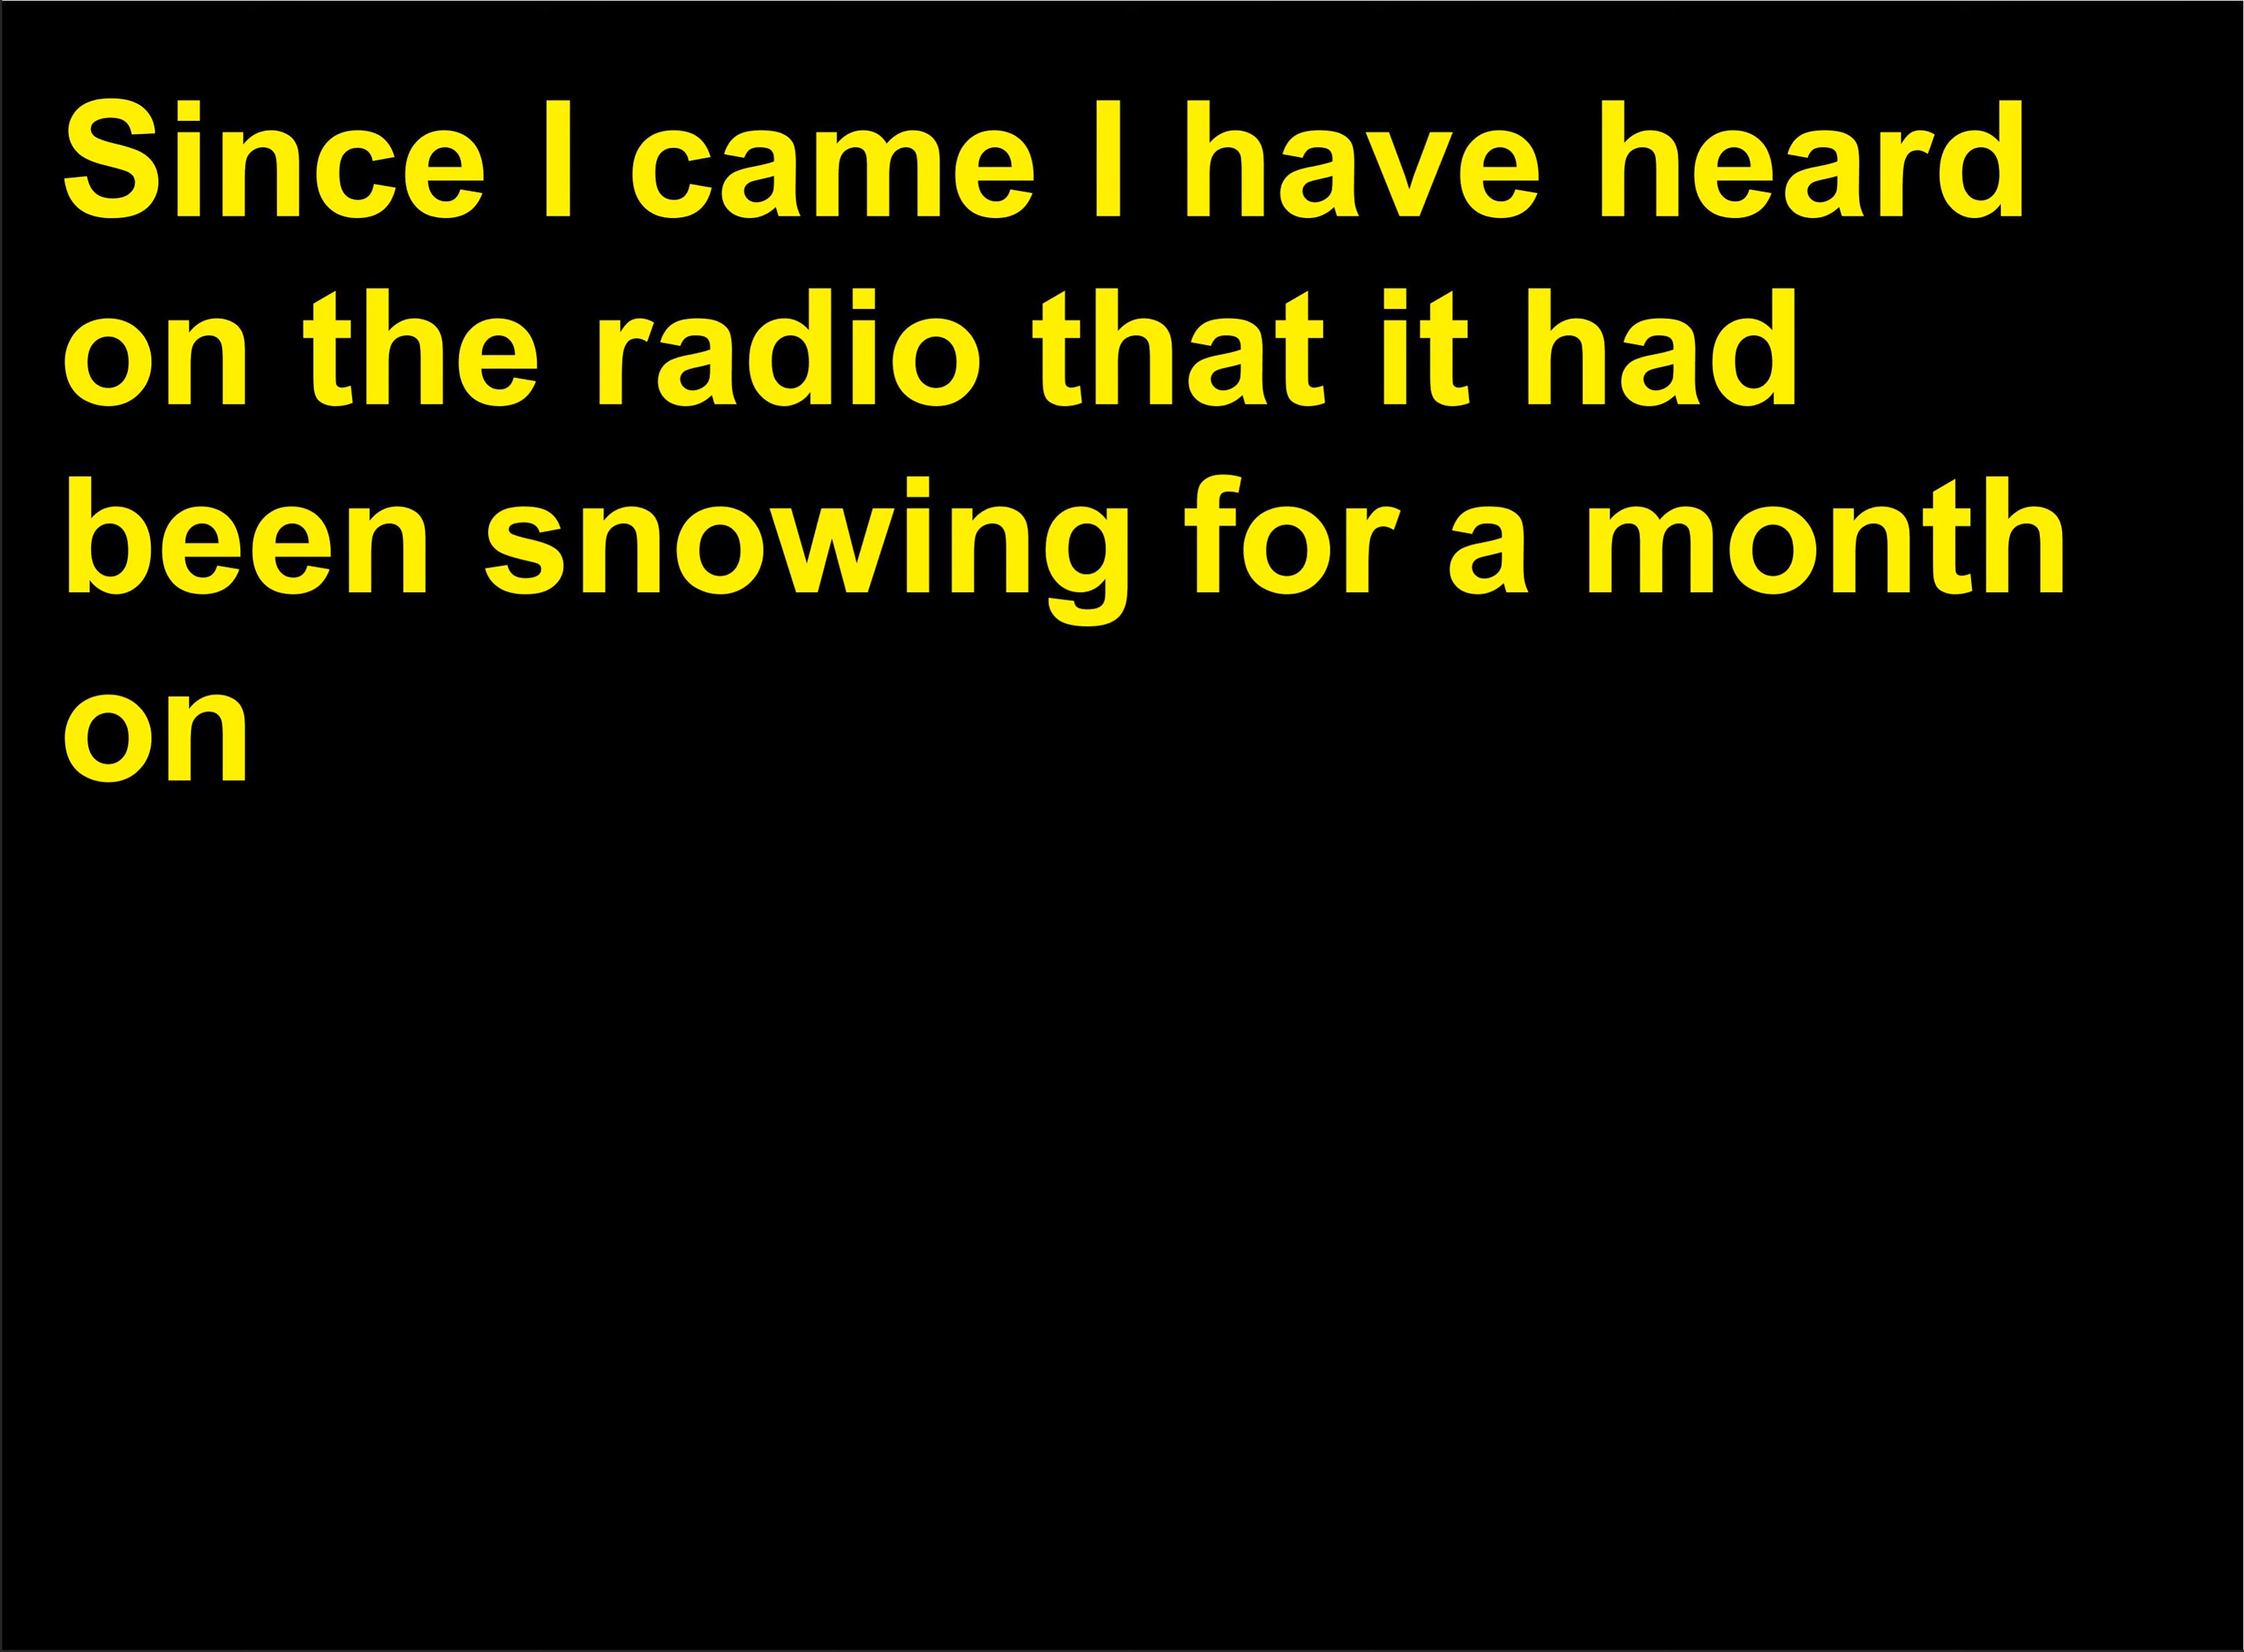 Since I came I have heard
on the radio that it had
been snowing for a month
on